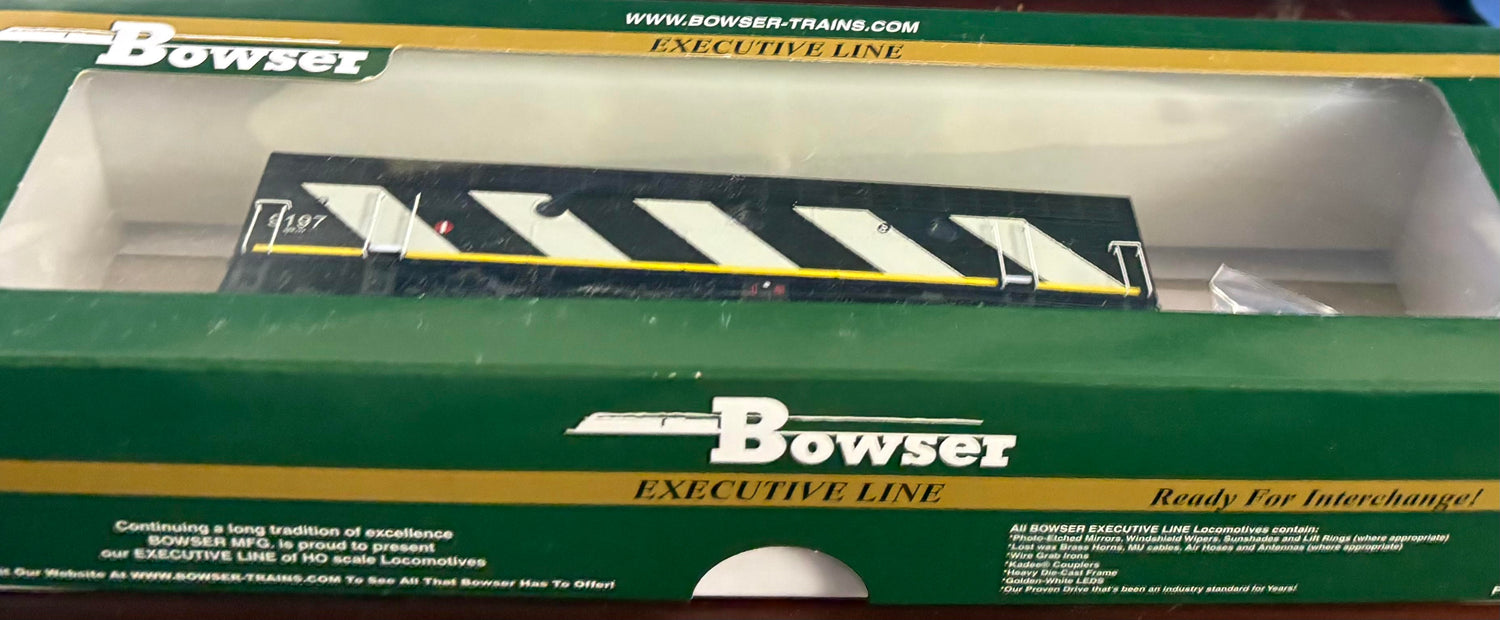 WWW.BOWSER-TRAINS.COM
Bowser
EXECUTIVE LINE
9197
Bowser
EXECUTIVE LINE
Ready For Interchange!
Continuing a long tradition of excellence
BOWSER MFG. is proud to present
our EXECUTIVE LINE of HO scale Locomotives
Our Website At WWW.BOWSER-TRAINS.COM To See All That Bowser Has To Offer!
All BOWSER EXECUTIVE LINE Locomotives contain:
*Photo-Etched Mirrors, Windshield Wipers, Sunshades and Lift Rings (where appropriate)
*Lost wax Brass Horns, MU cables, Air Hoses and Antennas (where appropriate)
*Wire Grab Irons
*Kadee® Couplers
*Heavy Die-Cast Frame
*Golden-White LEDS
*Our Proven Drive that's been an industry standard for Years!